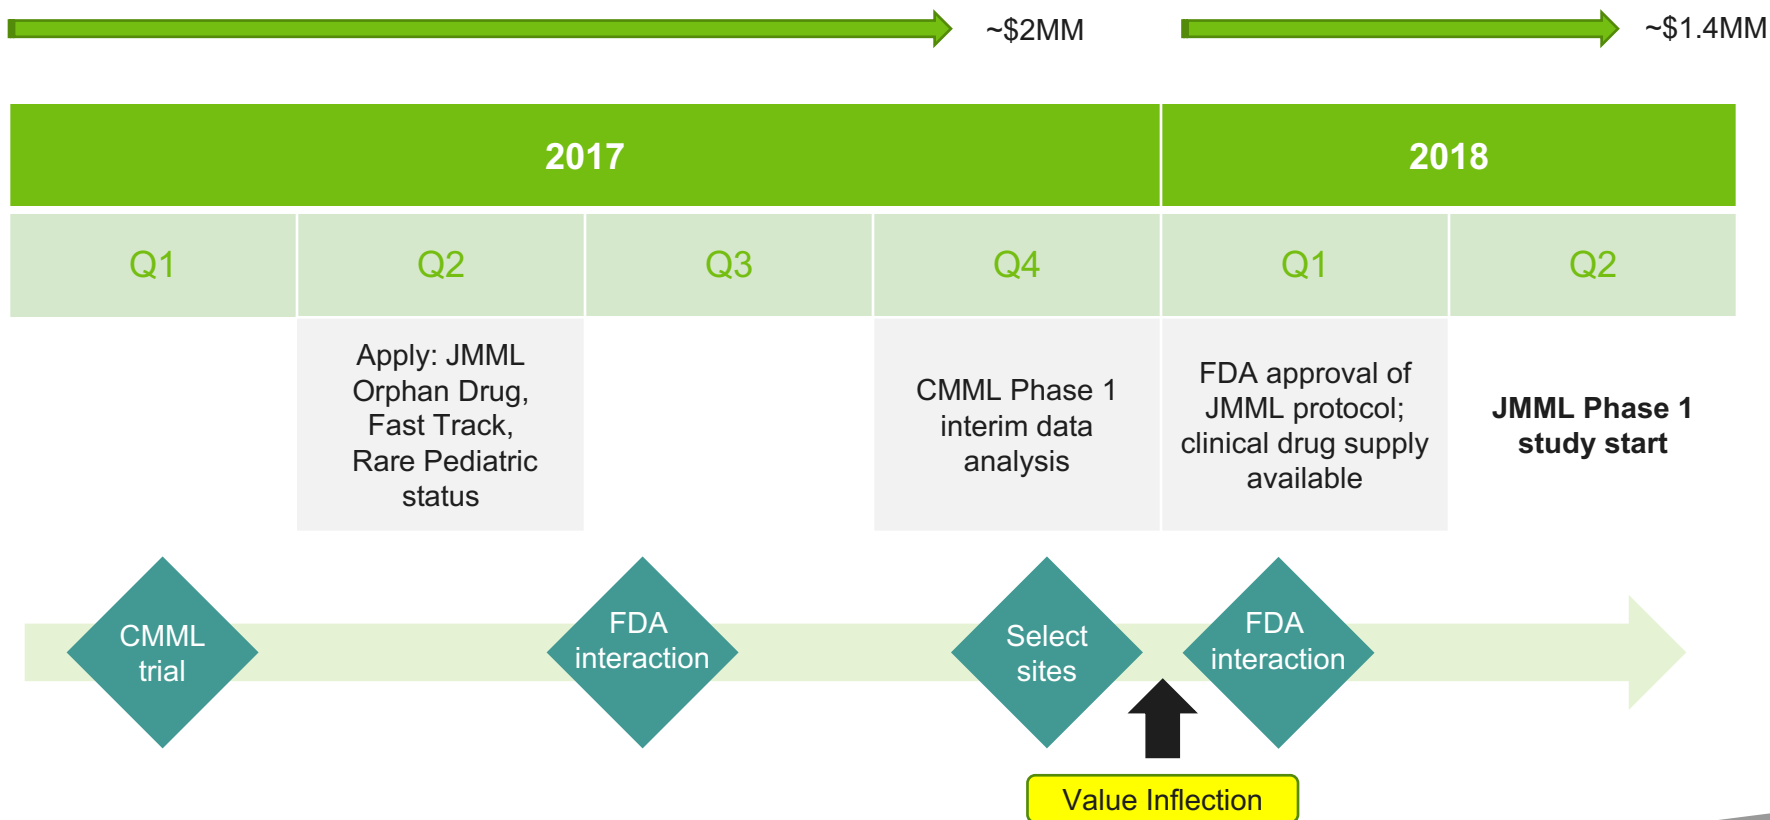 ~$2MM
~$1.4MM
2017
2018
Q1
Q2
Q3
Q4
Q1
Q2
Apply: JMML
Orphan Drug,
Fast Track,
Rare Pediatric
status
CMML Phase 1
interim data
analysis
FDA approval of
JMML protocol;
clinical drug supply
available
JMML Phase 1
study start
CMML
trial
FDA
interaction
Select
sites
FDA
interaction
Value Inflection